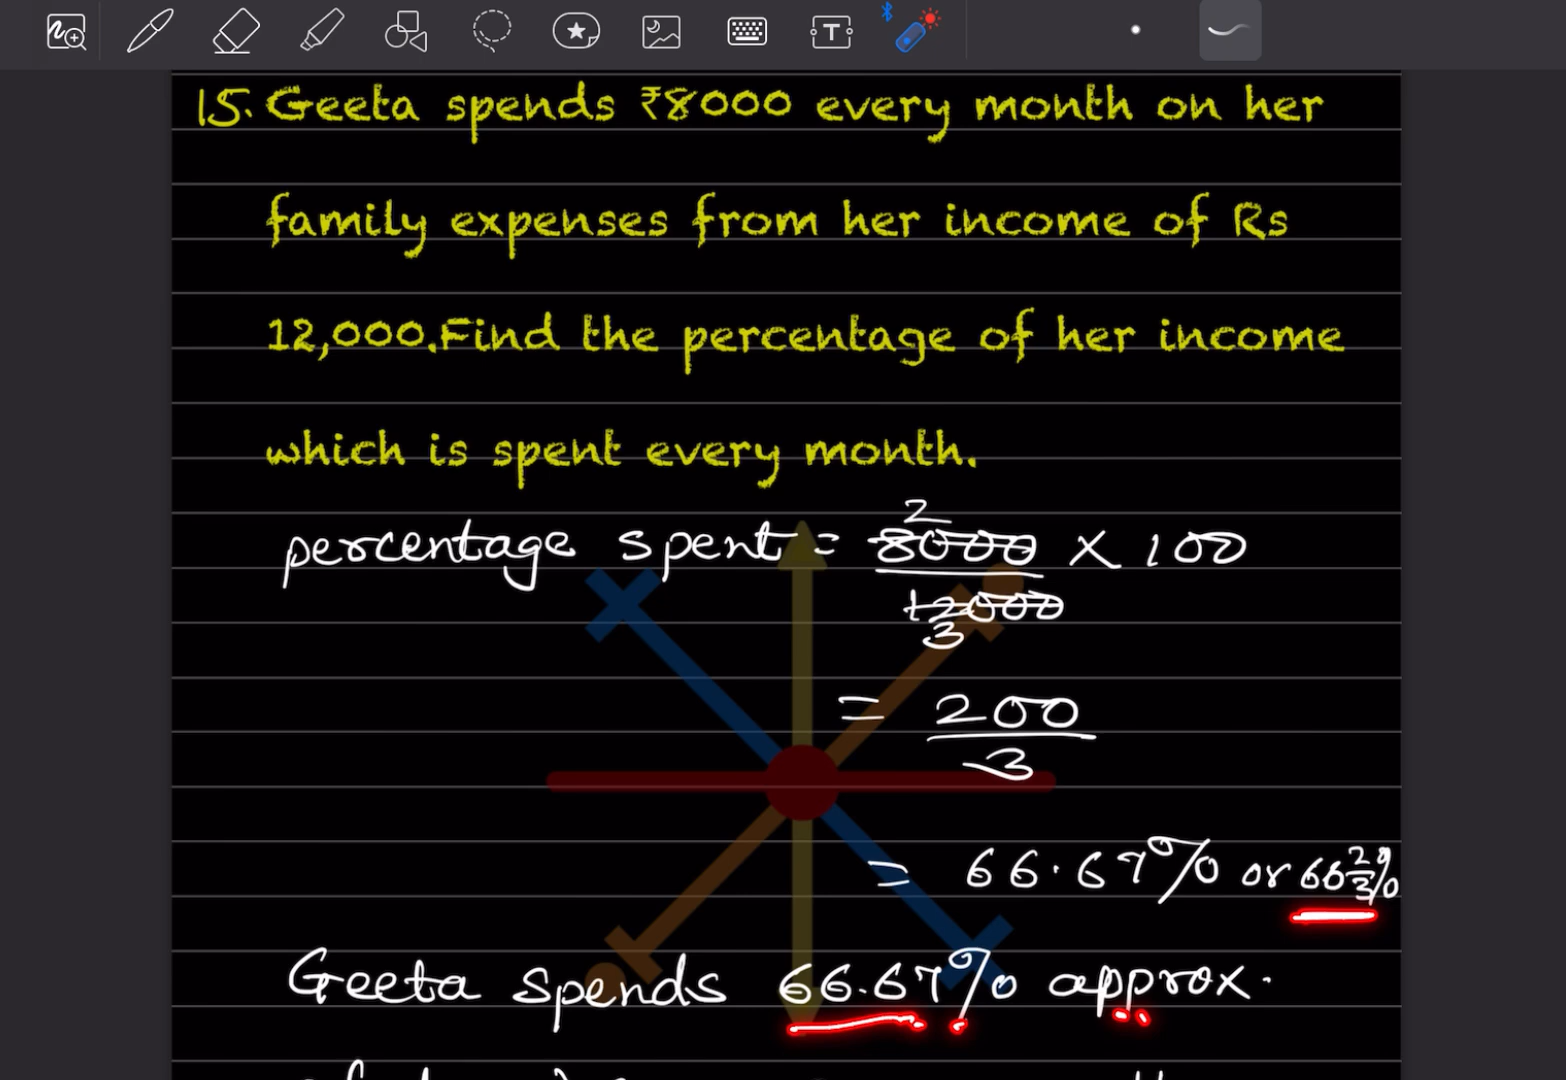 15. Geeta spends ₹8000 every month on her
family expenses from her income of Rs
12,000.Find the percentage of her income
which is spent every month.
2
percentage spent = 8000 X 100
12000
3
= 200
3
= 66.67% or 66 2/3%
Geeta spends 66.67% approx.